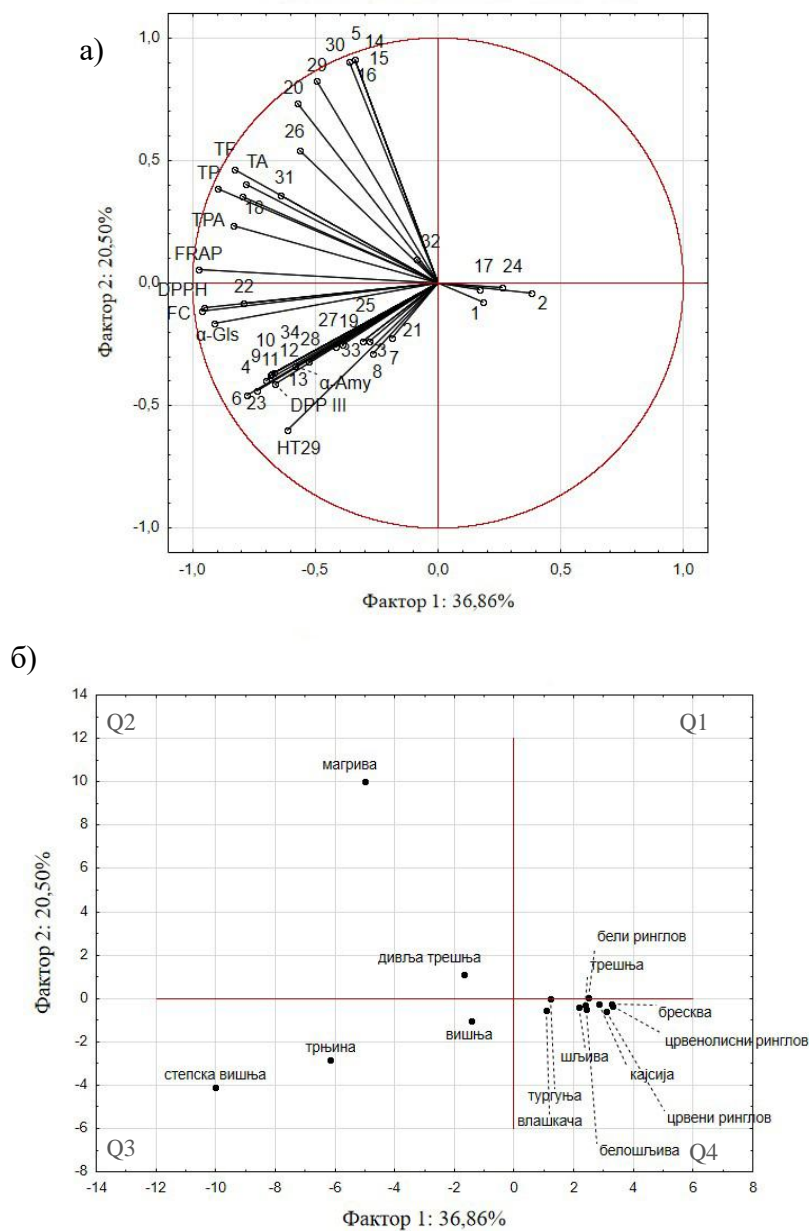 а)
5
30 14
29 15
20 16
26
TF TA
TP 31
18
TPA
32
FRAP 17 24
DPPH 22 2
FC 1
α-Gls 25
27 19 21
10 34
9 12 28 33 3 7
4 11 8
13 α-Amy
6 23 DPP III
HT29
1,0
0,5
0,0
-0,5
-1,0
-1,0 -0,5 0,0 0,5 1,0
Фактор 2: 20,50%
Фактор 1: 36,86%
б)
14
12
10
8
6
4
2
0
-2
-4
-6
-8
Q2 Q1
магрива
бели ринглов
дивља трешња трешња
бресква
вишња
црвенолисни ринглов
трњина шљива
степска вишња кајсија
тургуња
црвени ринглов
влашкача
белошљива
Q3 Q4
-14 -12 -10 -8 -6 -4 -2 0 2 4 6 8
Фактор 2: 20,50%
Фактор 1: 36,86%